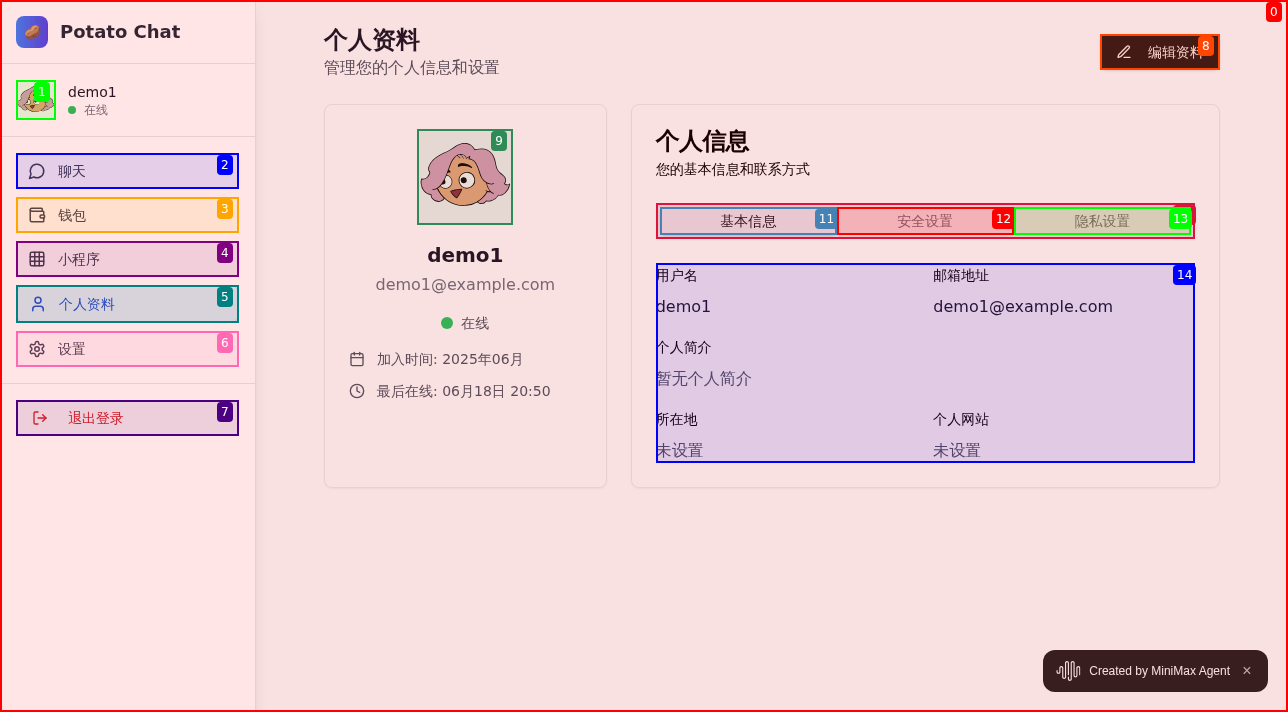 Potato Chat
demo1
在线
聊天
钱包
小程序
个人资料
设置
退出登录
个人资料
管理您的个人信息和设置
编辑资料
demo1
demo1@example.com
在线
加入时间: 2025年06月
最后在线: 06月18日 20:50
个人信息
您的基本信息和联系方式
基本信息 安全设置 隐私设置
用户名 邮箱地址
demo1 demo1@example.com
个人简介
暂无个人简介
所在地 个人网站
未设置 未设置
Created by MiniMax Agent ×
0
1
2
3
4
5
6
7
8
9
11
12
13
14